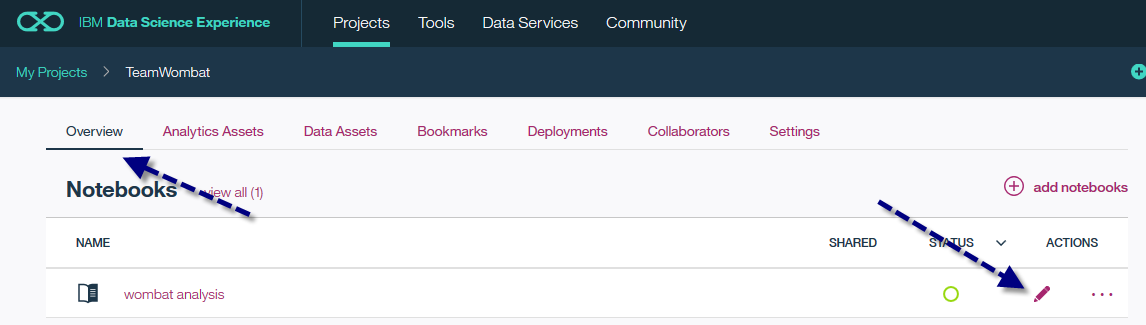 IBM Data Science Experience Projects Tools Data Services Community
My Projects > TeamWombat
Overview Analytics Assets Data Assets Bookmarks Deployments Collaborators Settings
Notebooks view all (1) add notebooks
NAME SHARED STATUS ACTIONS
wombat analysis